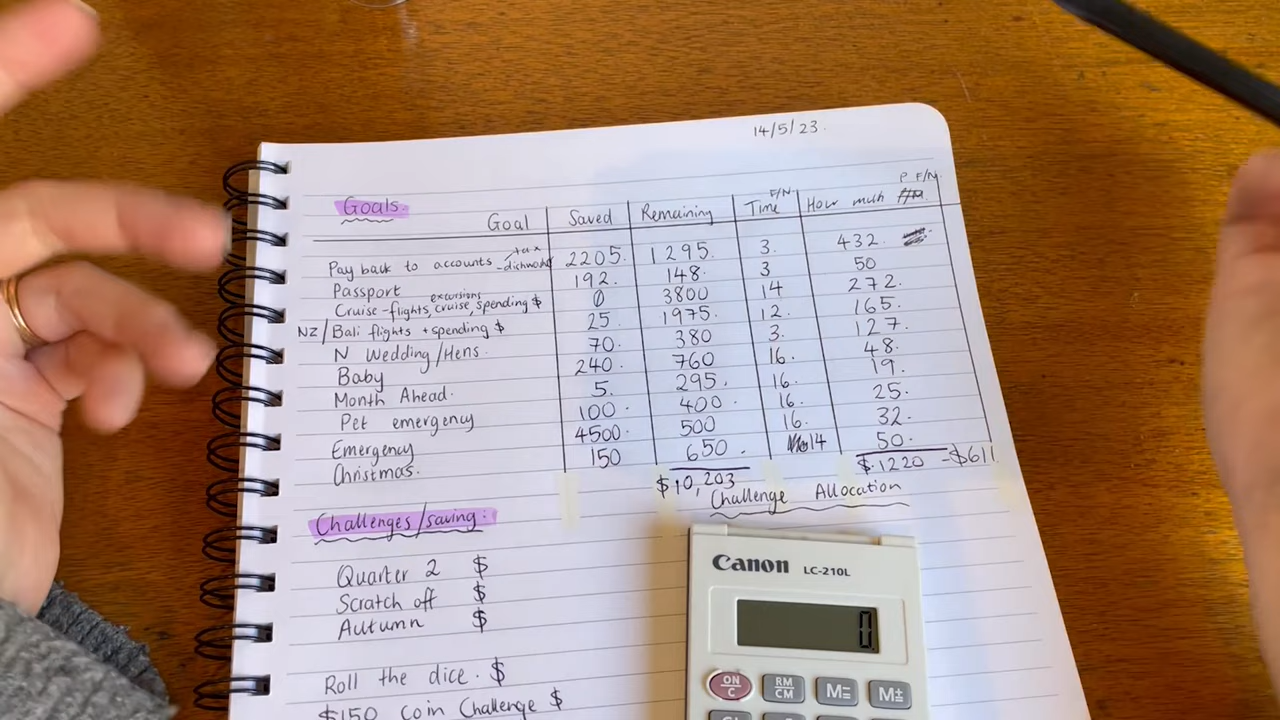 14/5/23.
Goals
Goal Saved Remaining Time F/N How much P F/N
Pay back to accounts - tax - dichwash 2205. 1295. 3. 432.
Passport 192. 148. 3 50
Cruise - flights, cruise, excursions spending $ 0 3800 14 272.
NZ/Bali flights + spending $ 25. 1975. 12. 165.
N Wedding/Hens. 70. 380 3. 127.
Baby 240. 760 16. 48.
Month Ahead. 5. 295. 16. 19.
Pet emergency 100. 400. 16. 25.
Emergency 4500. 500 16. 32
Christmas. 150 650. 14 50.
$10,203 $1220 -$611
Challenge Allocation
Challenges/saving:
Quarter 2 $
Scratch off $
Autumn $
Roll the dice. $
$150 coin Challenge $
Canon LC-210L
0
ON/C RM/CM M= M±